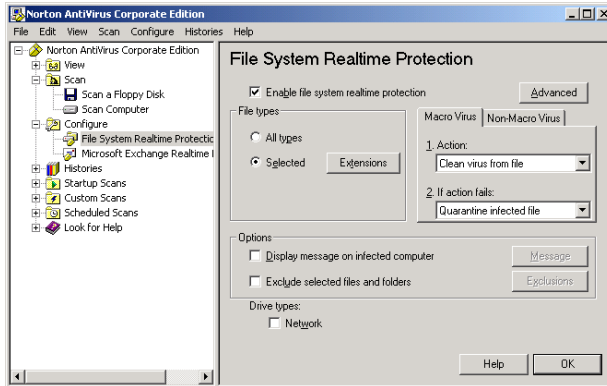 Norton AntiVirus Corporate Edition
File Edit View Scan Configure Histories Help
Norton AntiVirus Corporate Edition
View
Scan
Scan a Floppy Disk
Scan Computer
Configure
File System Realtime Protectic
Microsoft Exchange Realtime
Histories
Startup Scans
Custom Scans
Scheduled Scans
Look for Help
File System Realtime Protection
Enable file system realtime protection
Advanced
File types
All types
Selected
Extensions
Macro Virus
Non-Macro Virus
1. Action:
Clean virus from file
2. If action fails:
Quarantine infected file
Options
Display message on infected computer
Message
Exclude selected files and folders
Exclusions
Drive types:
Network
Help
OK